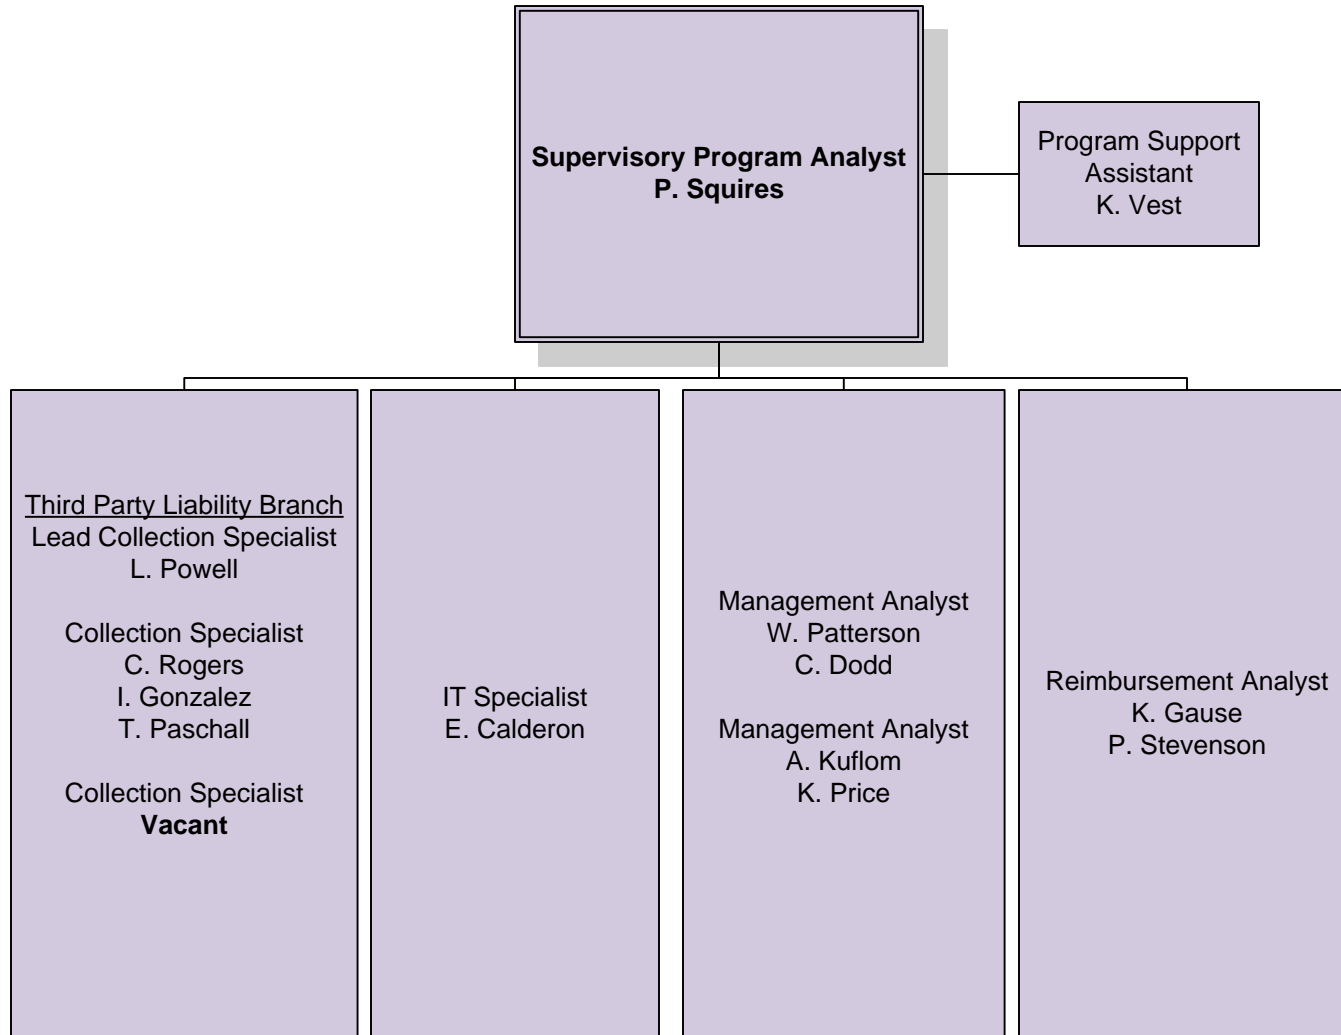 Supervisory Program Analyst
P. Squires
Program Support
Assistant
K. Vest
Third Party Liability Branch
Lead Collection Specialist
L. Powell
Collection Specialist
C. Rogers
I. Gonzalez
T. Paschall
Collection Specialist
Vacant
IT Specialist
E. Calderon
Management Analyst
W. Patterson
C. Dodd
Management Analyst
A. Kuflom
K. Price
Reimbursement Analyst
K. Gause
P. Stevenson